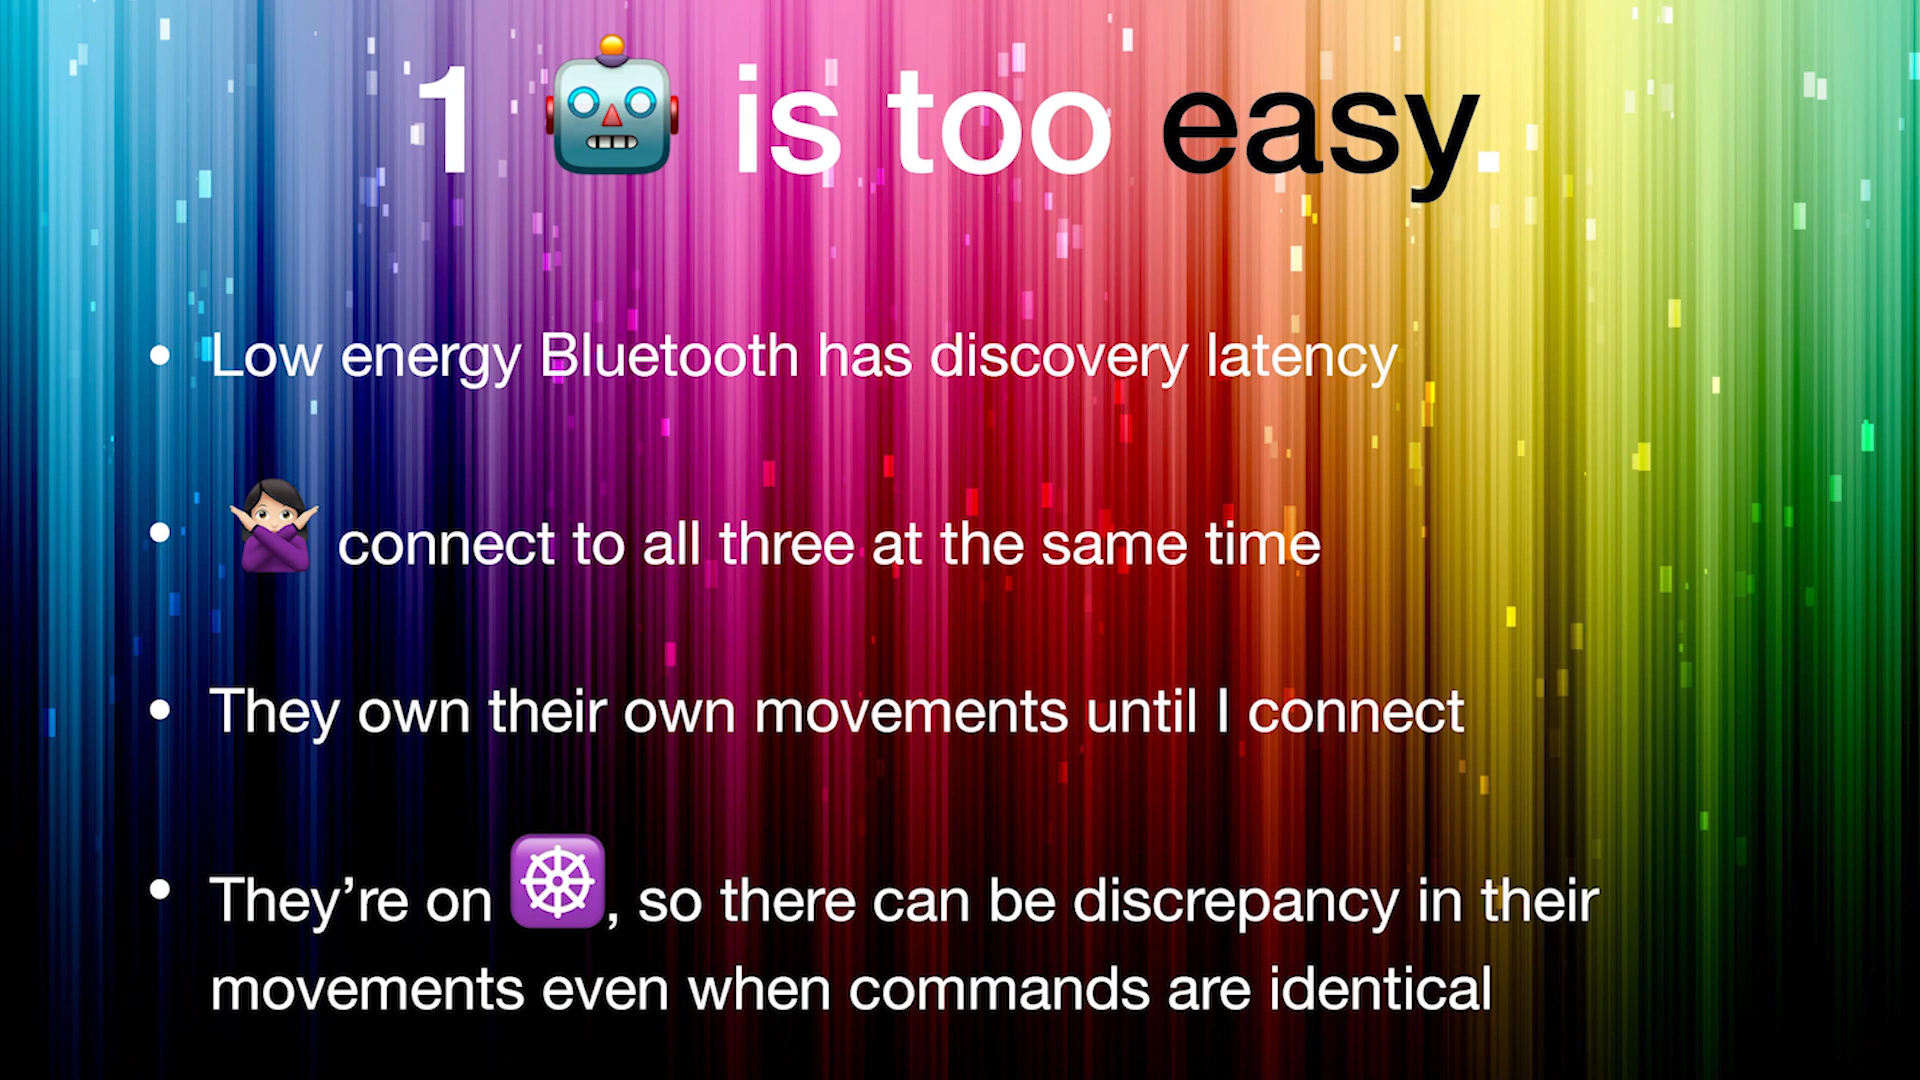 1 🤖 is too easy.
• Low energy Bluetooth has discovery latency
• 🙅🏻‍♀️ connect to all three at the same time
• They own their own movements until I connect
• They’re on ☸️, so there can be discrepancy in their
movements even when commands are identical